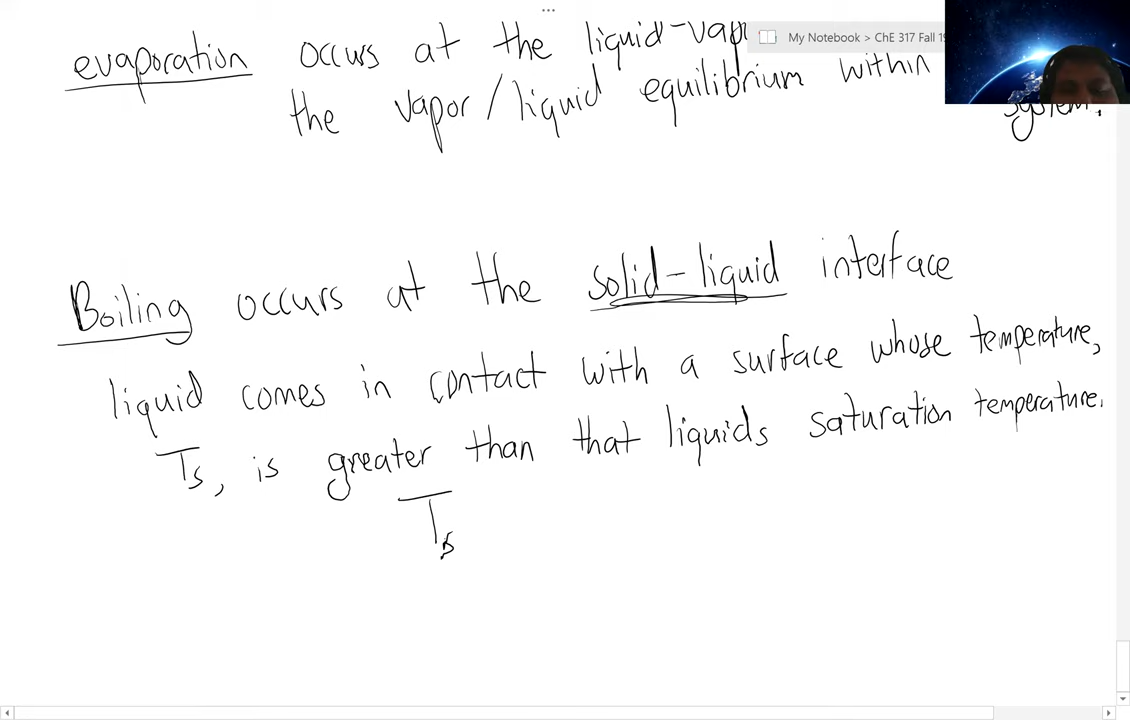 evaporation occurs at the liquid-vap
My Notebook > ChE 317 Fall 19
the vapor/liquid equilibrium within
system.
Boiling occurs at the solid-liquid interface
liquid comes in contact with a surface whose temperature,
Ts, is greater than that liquids saturation temperature.
Ts